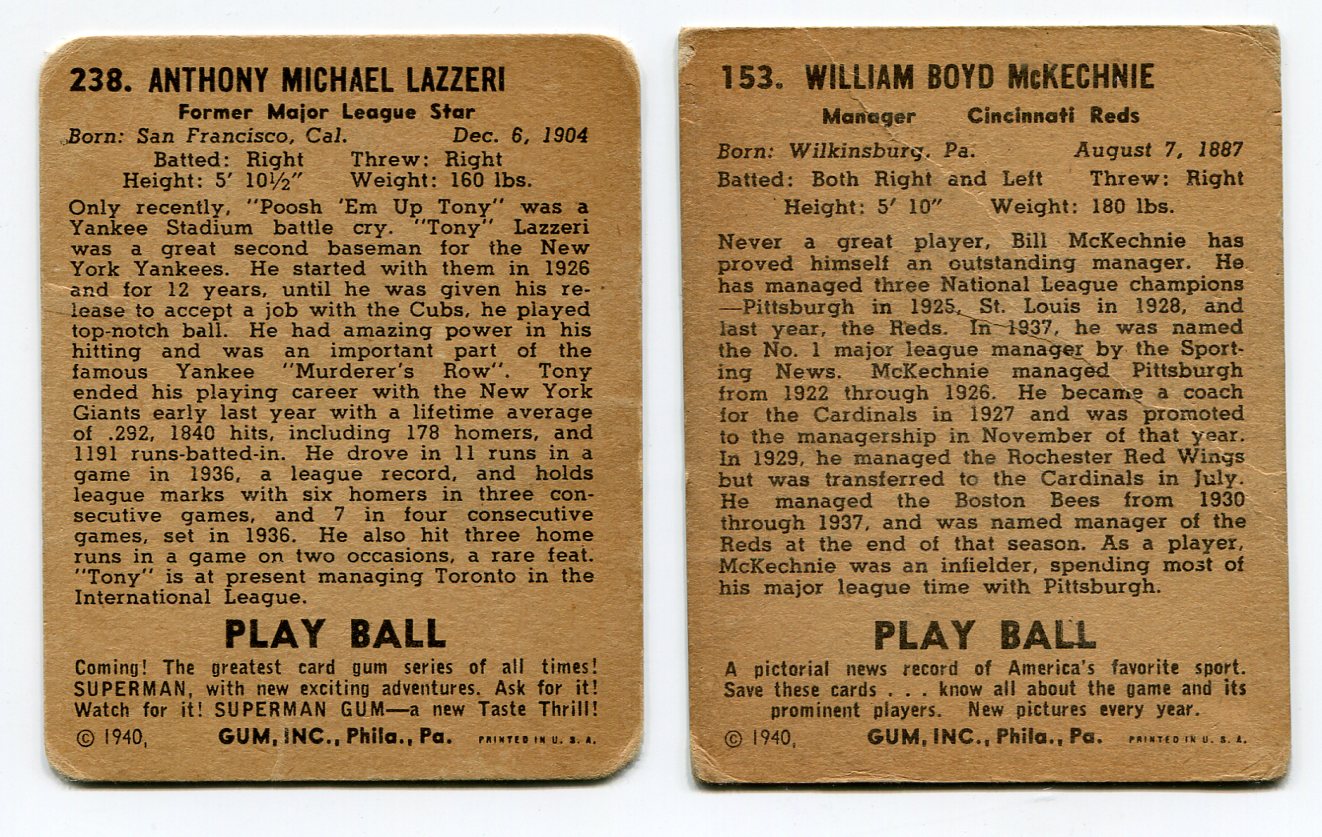 238. ANTHONY MICHAEL LAZZERI
Former Major League Star
Born: San Francisco, Cal. Dec. 6, 1904
Batted: Right Threw: Right
Height: 5' 10½" Weight: 160 lbs.
Only recently, "Poosh 'Em Up Tony" was a
Yankee Stadium battle cry. "Tony" Lazzeri
was a great second baseman for the New
York Yankees. He started with them in 1926
and for 12 years, until he was given his re-
lease to accept a job with the Cubs, he played
top-notch ball. He had amazing power in his
hitting and was an important part of the
famous Yankee "Murderer's Row". Tony
ended his playing career with the New York
Giants early last year with a lifetime average
of .292, 1840 hits, including 178 homers, and
1191 runs-batted-in. He drove in 11 runs in a
game in 1936, a league record, and holds
league marks with six homers in three con-
secutive games, and 7 in four consecutive
games, set in 1936. He also hit three home
runs in a game on two occasions, a rare feat.
"Tony" is at present managing Toronto in the
International League.
PLAY BALL
Coming! The greatest card gum series of all times!
SUPERMAN, with new exciting adventures. Ask for it!
Watch for it! SUPERMAN GUM—a new Taste Thrill!
© 1940, GUM, INC., Phila., Pa. PRINTED IN U. S. A.
153. WILLIAM BOYD McKECHNIE
Manager Cincinnati Reds
Born: Wilkinsburg, Pa. August 7, 1887
Batted: Both Right and Left Threw: Right
Height: 5' 10" Weight: 180 lbs.
Never a great player, Bill McKechnie has
proved himself an outstanding manager. He
has managed three National League champions
—Pittsburgh in 1925, St. Louis in 1928, and
last year, the Reds. In 1937, he was named
the No. 1 major league manager by the Sport-
ing News. McKechnie managed Pittsburgh
from 1922 through 1926. He became a coach
for the Cardinals in 1927 and was promoted
to the managership in November of that year.
In 1929, he managed the Rochester Red Wings
but was transferred to the Cardinals in July.
He managed the Boston Bees from 1930
through 1937, and was named manager of the
Reds at the end of that season. As a player,
McKechnie was an infielder, spending most of
his major league time with Pittsburgh.
PLAY BALL
A pictorial news record of America's favorite sport.
Save these cards . . . know all about the game and its
prominent players. New pictures every year.
© 1940, GUM, INC., Phila., Pa. PRINTED IN U. S. A.